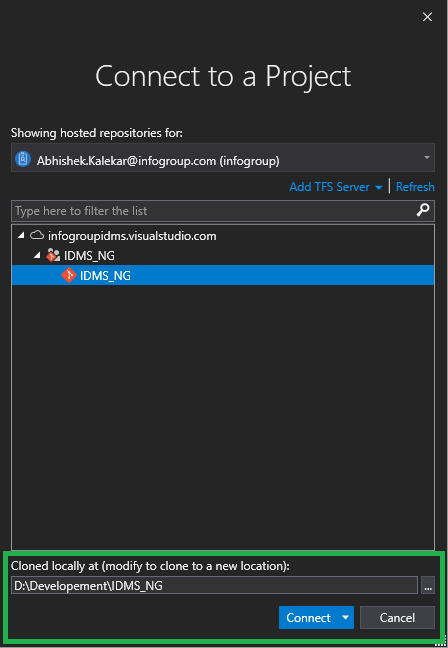 Connect to a Project
Showing hosted repositories for:
Abhishek.Kalekar@infogroup.com (infogroup)
Add TFS Server Refresh
Type here to filter the list
infogroupidms.visualstudio.com
IDMS_NG
IDMS_NG
Cloned locally at (modify to clone to a new location):
D:\Developement\IDMS_NG ...
Connect Cancel